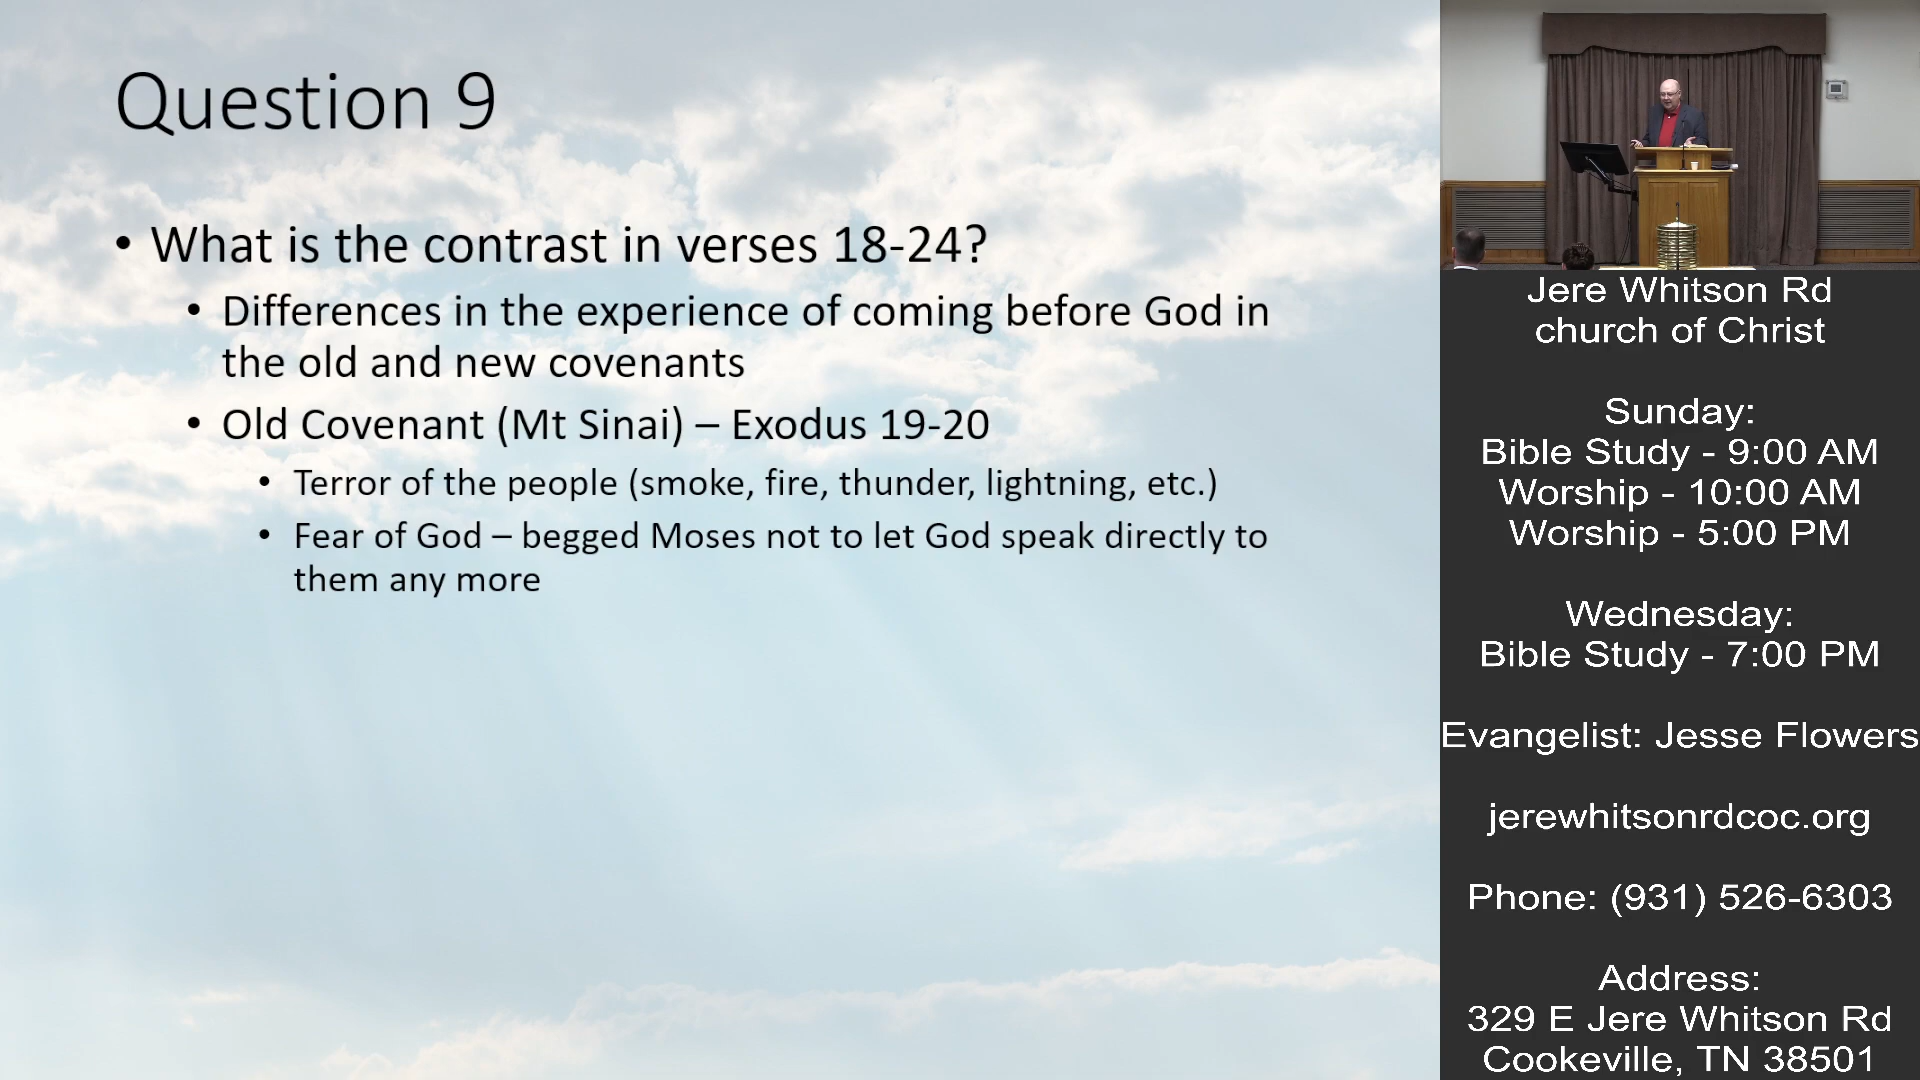 Question 9
• What is the contrast in verses 18-24?
• Differences in the experience of coming before God in
the old and new covenants
• Old Covenant (Mt Sinai) – Exodus 19-20
• Terror of the people (smoke, fire, thunder, lightning, etc.)
• Fear of God – begged Moses not to let God speak directly to
them any more
Jere Whitson Rd
church of Christ
Sunday:
Bible Study - 9:00 AM
Worship - 10:00 AM
Worship - 5:00 PM
Wednesday:
Bible Study - 7:00 PM
Evangelist: Jesse Flowers
jerewhitsonrdcoc.org
Phone: (931) 526-6303
Address:
329 E Jere Whitson Rd
Cookeville, TN 38501